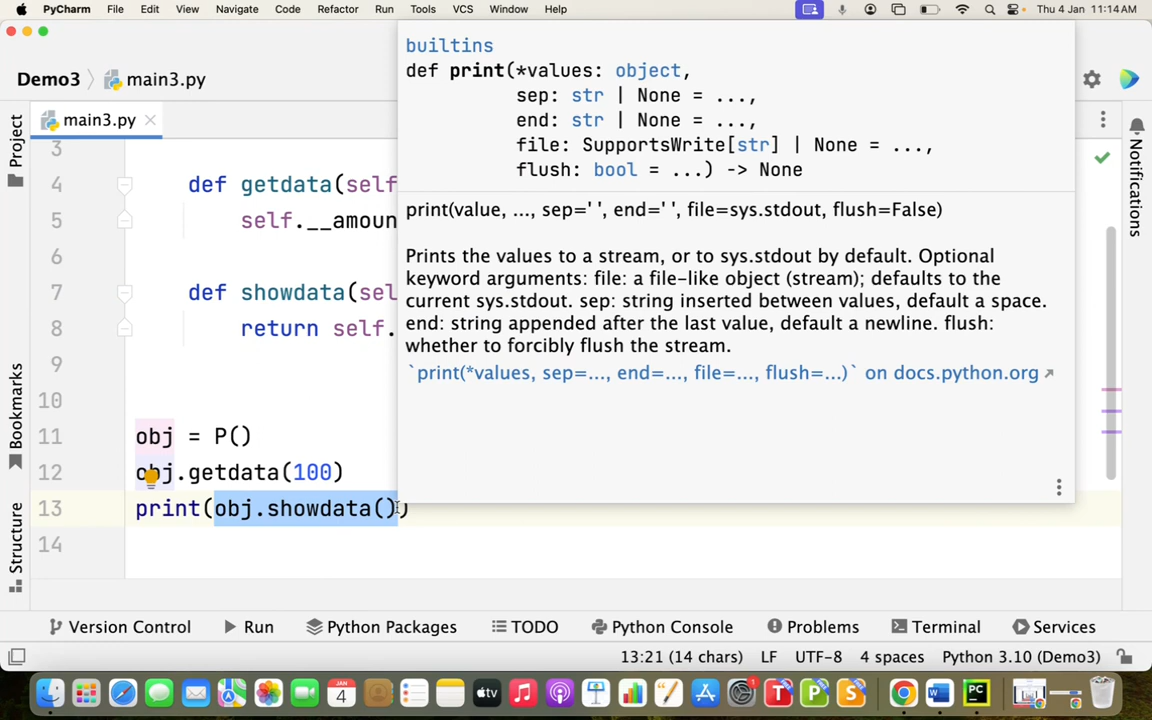 PyCharm File Edit View Navigate Code Refactor Run Tools VCS Window Help Thu 4 Jan 11:14 AM
Demo3 main3.py
main3.py
Project
Bookmarks
Structure
Notifications
3
4 def getdata(self
5 self.__amoun
6
7 def showdata(sel
8 return self.
9
10
11 obj = P()
12 obj.getdata(100)
13 print(obj.showdata())
14
builtins
def print(*values: object,
sep: str | None = ...,
end: str | None = ...,
file: SupportsWrite[str] | None = ...,
flush: bool = ...) -> None
print(value, ..., sep=' ', end=' ', file=sys.stdout, flush=False)
Prints the values to a stream, or to sys.stdout by default. Optional
keyword arguments: file: a file-like object (stream); defaults to the
current sys.stdout. sep: string inserted between values, default a space.
end: string appended after the last value, default a newline. flush:
whether to forcibly flush the stream.
`print(*values, sep=..., end=..., file=..., flush=...)` on docs.python.org
Version Control Run Python Packages TODO Python Console Problems Terminal Services
13:21 (14 chars) LF UTF-8 4 spaces Python 3.10 (Demo3)
JAN
4
tv
1
T P S W PC